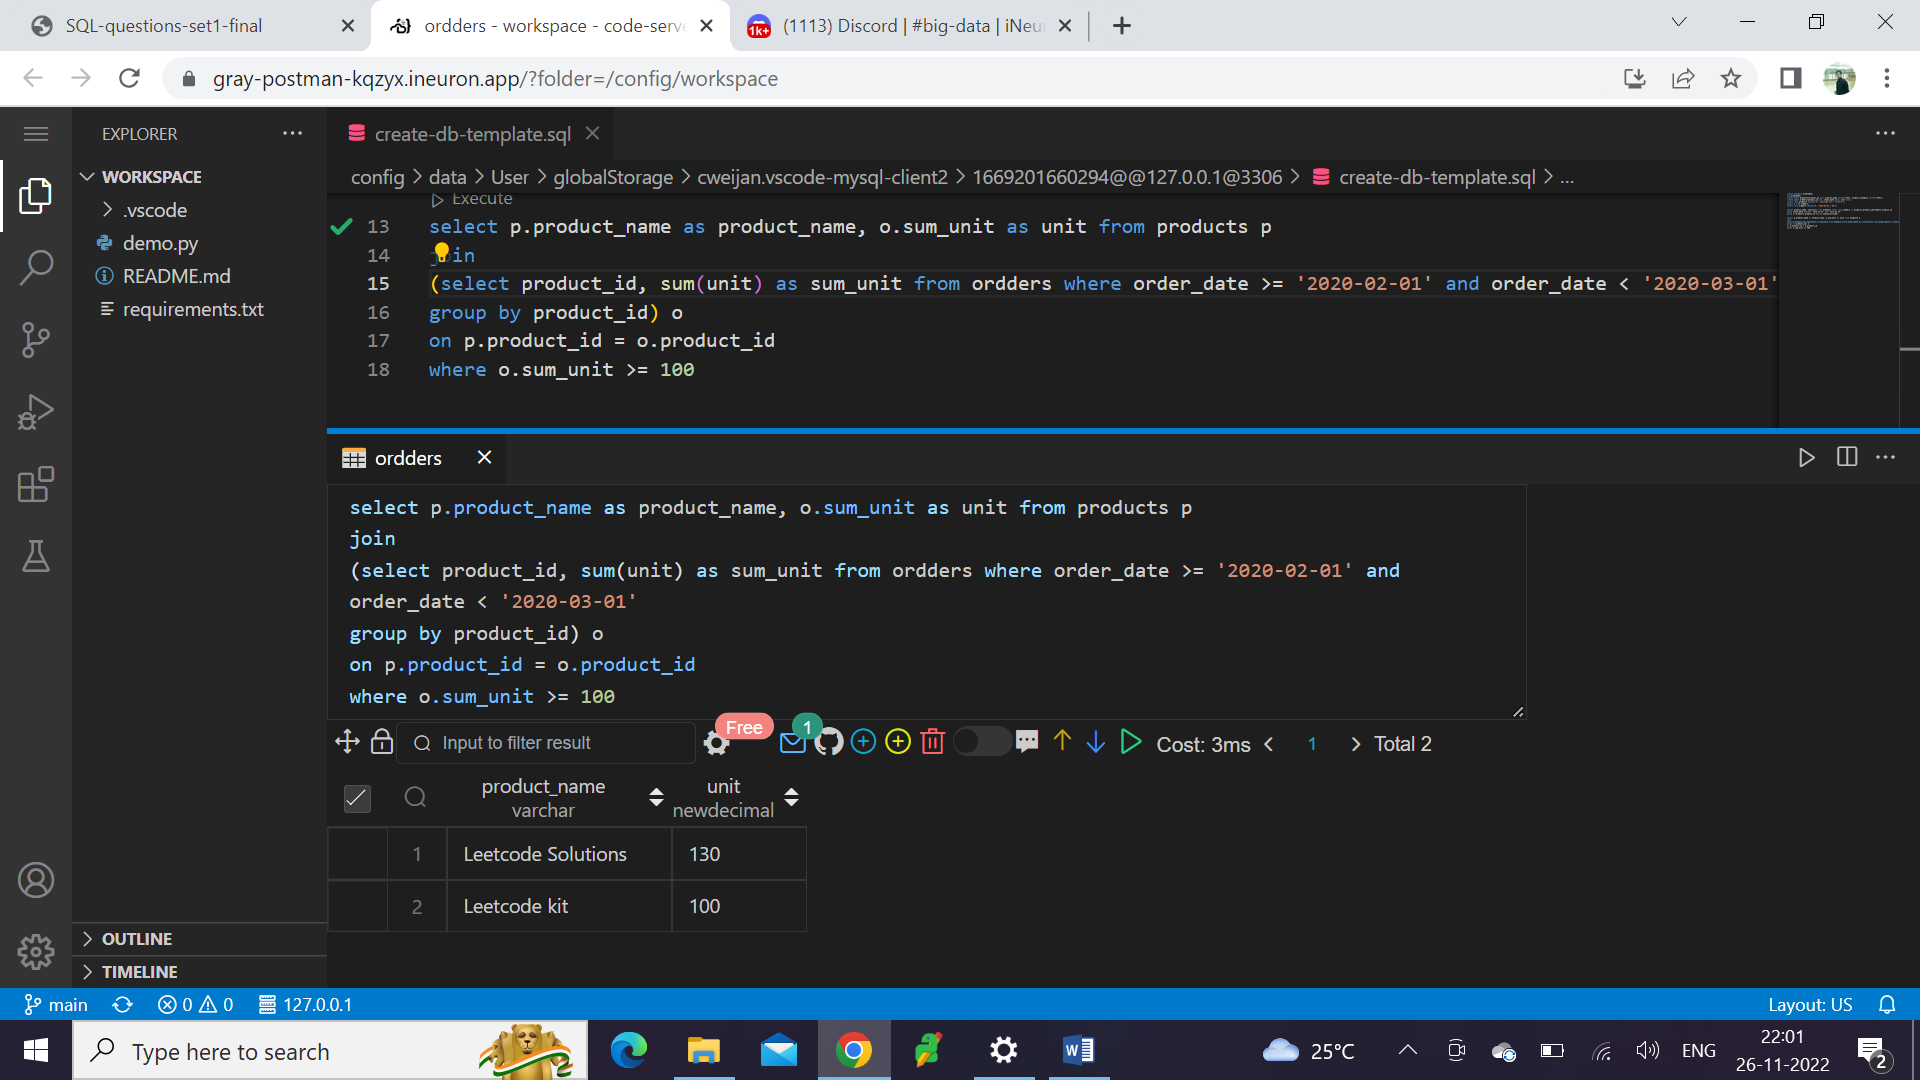 SQL-questions-set1-final
ordders - workspace - code-serve
(1113) Discord | #big-data | iNeu
gray-postman-kqzyx.ineuron.app/?folder=/config/workspace
EXPLORER
create-db-template.sql
WORKSPACE
config > data > User > globalStorage > cweijan.vscode-mysql-client2 > 1669201660294@@127.0.0.1@3306 > create-db-template.sql > ...
.vscode
demo.py
README.md
requirements.txt
Execute
13 select p.product_name as product_name, o.sum_unit as unit from products p
14 join
15 (select product_id, sum(unit) as sum_unit from ordders where order_date >= '2020-02-01' and order_date < '2020-03-01'
16 group by product_id) o
17 on p.product_id = o.product_id
18 where o.sum_unit >= 100
ordders
select p.product_name as product_name, o.sum_unit as unit from products p
join
(select product_id, sum(unit) as sum_unit from ordders where order_date >= '2020-02-01' and
order_date < '2020-03-01'
group by product_id) o
on p.product_id = o.product_id
where o.sum_unit >= 100
Input to filter result
Free
1
Cost: 3ms < 1 > Total 2
product_name unit
varchar newdecimal
1 Leetcode Solutions 130
2 Leetcode kit 100
OUTLINE
TIMELINE
main 0 0 127.0.0.1
Layout: US
Type here to search
25°C
ENG
22:01
26-11-2022
2